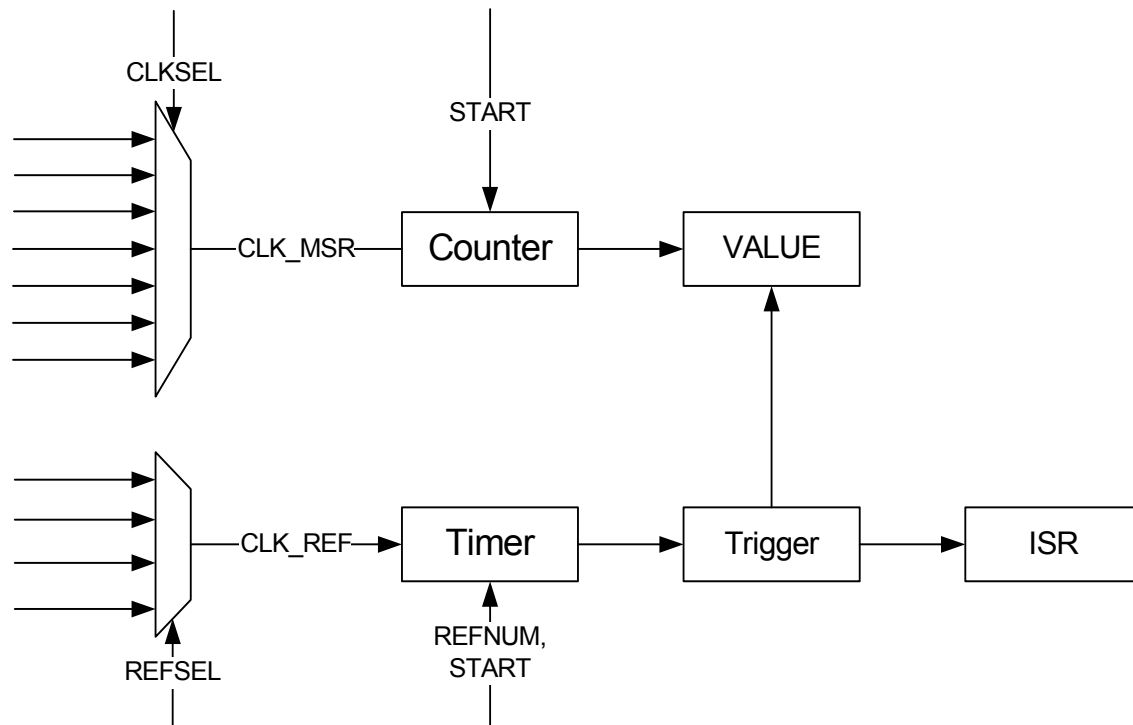 CLKSEL
START
CLK_MSR
Counter
VALUE
CLK_REF
Timer
Trigger
ISR
REFNUM,
START
REFSEL